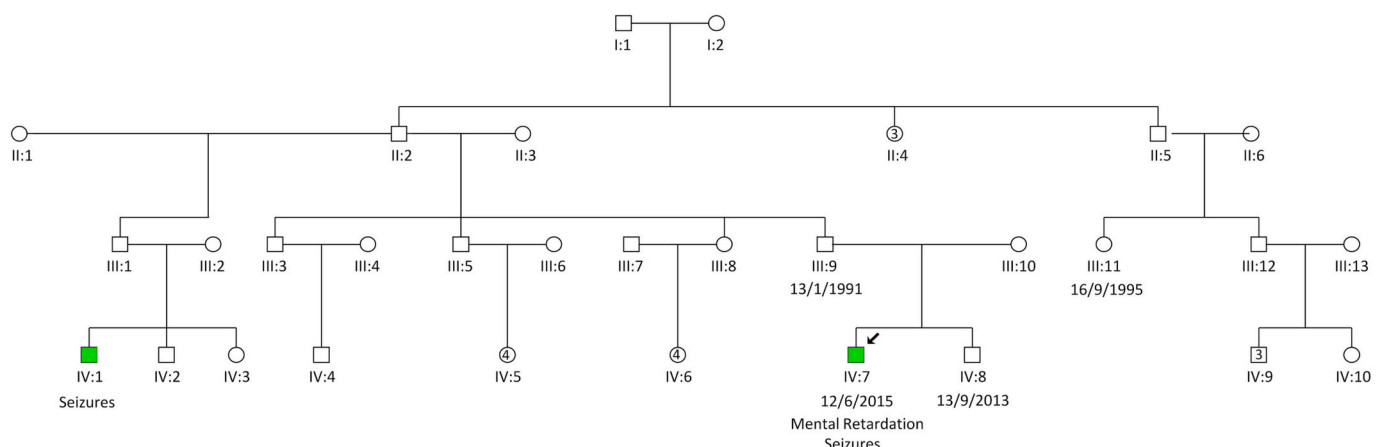 I:1 I:2
3
II:1 II:2 II:3 II:4 II:5 II:6
III:1 III:2 III:3 III:4 III:5 III:6 III:7 III:8 III:9 III:10 III:11 III:12 III:13
13/1/1991 16/9/1995
4 4 3
IV:1 IV:2 IV:3 IV:4 IV:5 IV:6 IV:7 IV:8 IV:9 IV:10
Seizures 12/6/2015 13/9/2013
Mental Retardation
Seizures